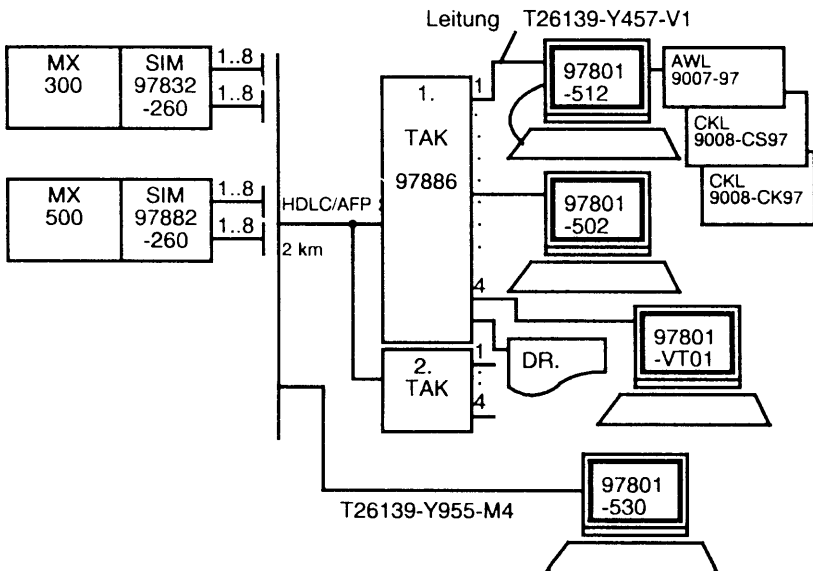 Leitung T26139-Y457-V1
MX
300
SIM
97832
-260
1..8
1..8
MX
500
SIM
97882
-260
1..8
1..8
HDLC/AFP
2 km
1.
TAK
97886
1
4
2.
TAK
1
4
97801
-512
AWL
9007-97
CKL
9008-CS97
CKL
9008-CK97
97801
-502
97801
-VT01
DR.
97801
-530
T26139-Y955-M4